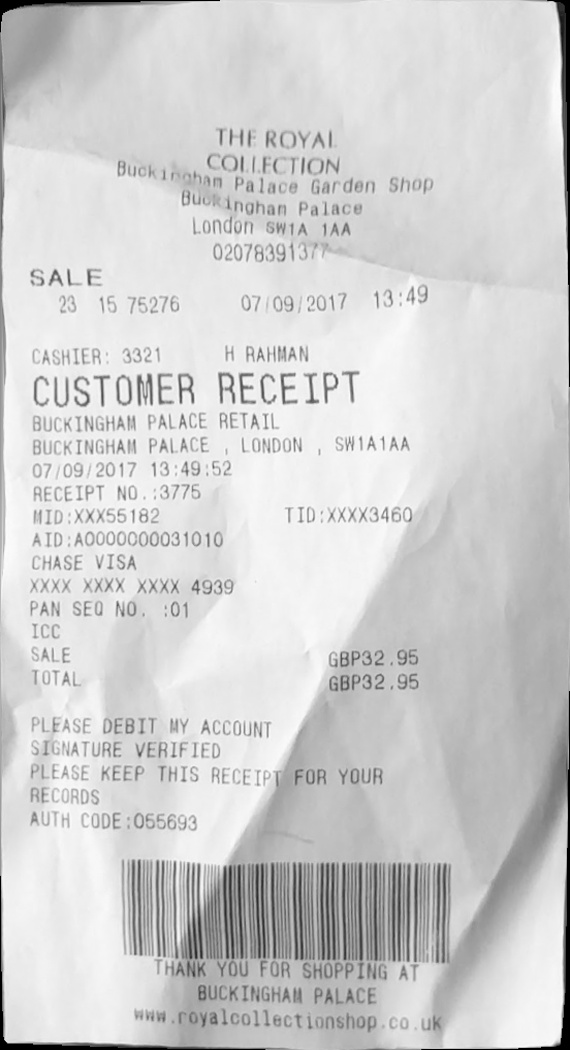 THE ROYAL
COLLECTION
Buckingham Palace Garden Shop
Buckingham Palace
London SW1A 1AA
02078391377
SALE
23 15 75276 07/09/2017 13:49
CASHIER: 3321 H RAHMAN
CUSTOMER RECEIPT
BUCKINGHAM PALACE RETAIL
BUCKINGHAM PALACE , LONDON , SW1A1AA
07/09/2017 13:49:52
RECEIPT NO.:3775
MID:XXX55182 TID:XXXX3460
AID:A0000000031010
CHASE VISA
XXXX XXXX XXXX 4939
PAN SEQ NO. :01
ICC
SALE GBP32.95
TOTAL GBP32.95
PLEASE DEBIT MY ACCOUNT
SIGNATURE VERIFIED
PLEASE KEEP THIS RECEIPT FOR YOUR
RECORDS
AUTH CODE:055693
THANK YOU FOR SHOPPING AT
BUCKINGHAM PALACE
www.royalcollectionshop.co.uk